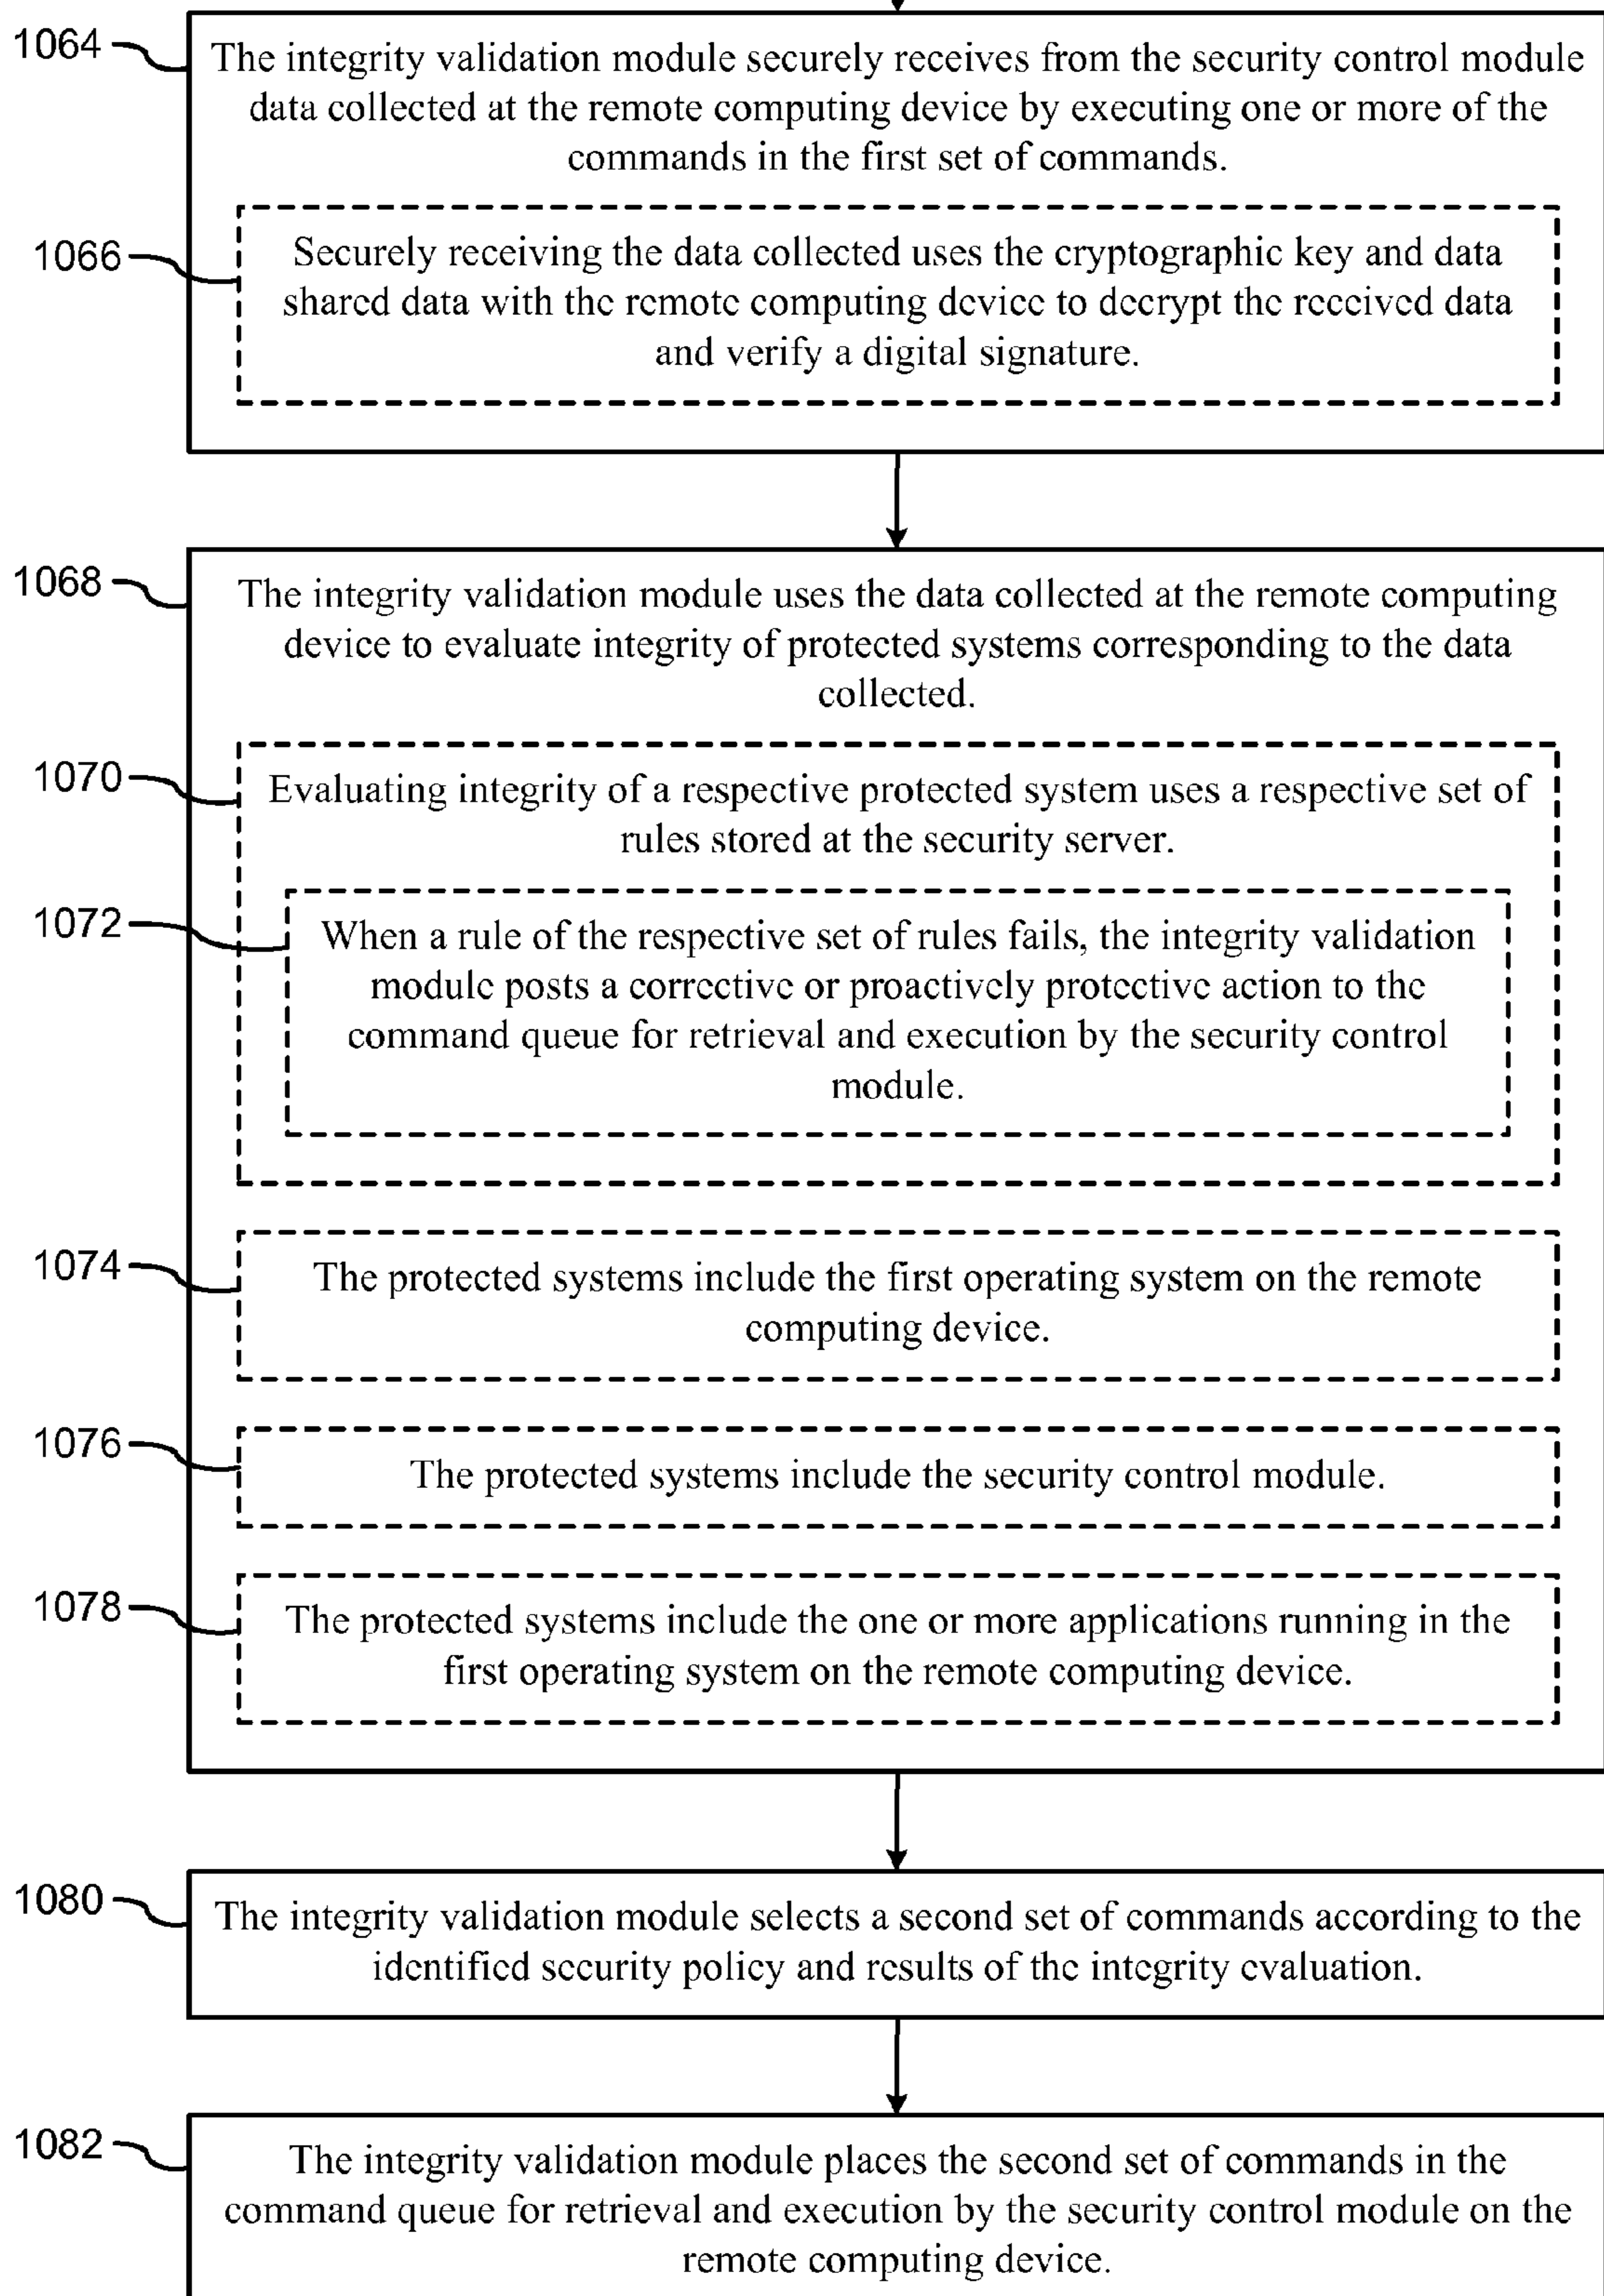 1064
The integrity validation module securely receives from the security control module
data collected at the remote computing device by executing one or more of the
commands in the first set of commands.
1066
Securely receiving the data collected uses the cryptographic key and data
shared data with the remote computing device to decrypt the received data
and verify a digital signature.
1068
The integrity validation module uses the data collected at the remote computing
device to evaluate integrity of protected systems corresponding to the data
collected.
1070
Evaluating integrity of a respective protected system uses a respective set of
rules stored at the security server.
1072
When a rule of the respective set of rules fails, the integrity validation
module posts a corrective or proactively protective action to the
command queue for retrieval and execution by the security control
module.
1074
The protected systems include the first operating system on the remote
computing device.
1076
The protected systems include the security control module.
1078
The protected systems include the one or more applications running in the
first operating system on the remote computing device.
1080
The integrity validation module selects a second set of commands according to the
identified security policy and results of the integrity evaluation.
1082
The integrity validation module places the second set of commands in the
command queue for retrieval and execution by the security control module on the
remote computing device.